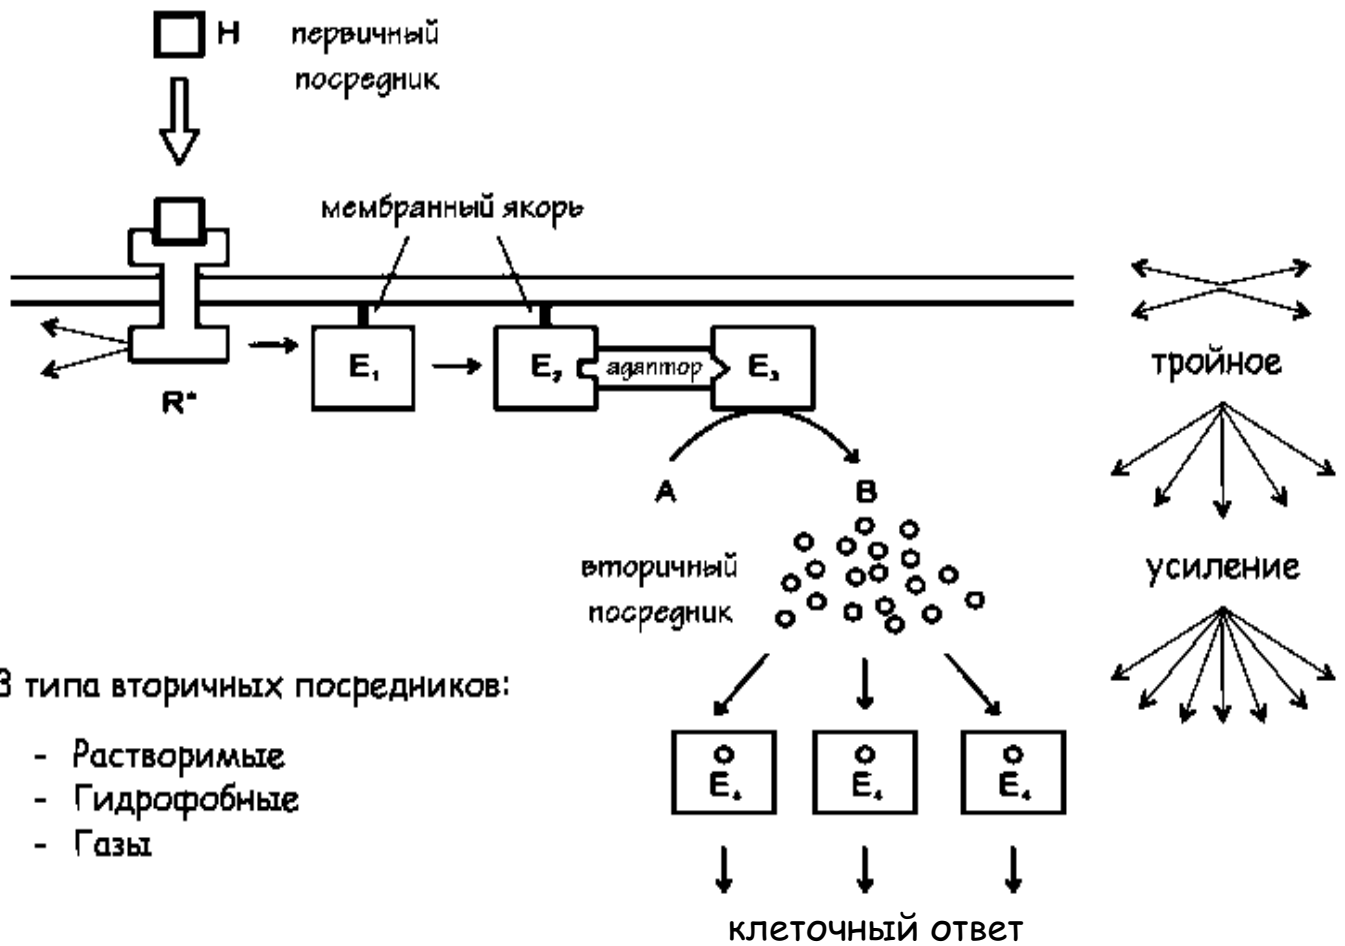 H
первичный
посредник
мембранный якорь
R*
E₁
E₂
адаптор
E₃
A
B
вторичный
посредник
тройное
усиление
3 типа вторичных посредников:
- Растворимые
- Гидрофобные
- Газы
E₄
E₄
E₄
клеточный ответ